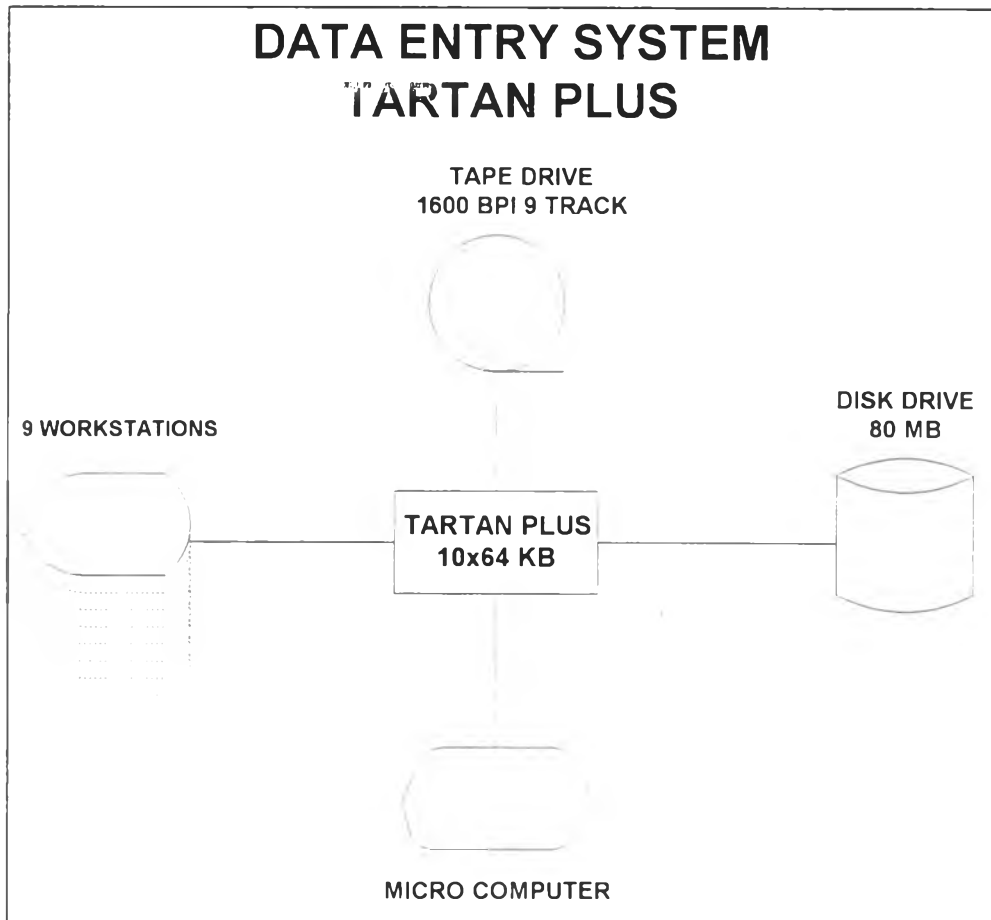 DATA ENTRY SYSTEM
TARTAN PLUS
TAPE DRIVE
1600 BPI 9 TRACK
DISK DRIVE
80 MB
9 WORKSTATIONS
TARTAN PLUS
10x64 KB
MICRO COMPUTER